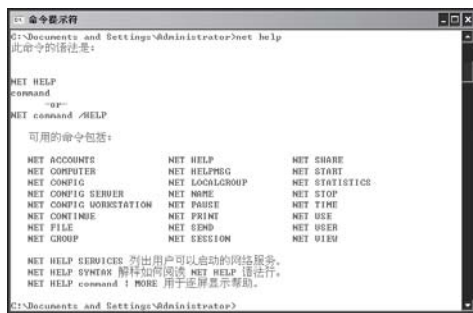 命令提示符
C:\Documents and Settings\Administrator>net help
此命令的语法是:
NET HELP
command
-or-
NET command /HELP
可用的命令包括:
NET ACCOUNTS NET HELP NET SHARE
NET COMPUTER NET HELPMSG NET START
NET CONFIG NET LOCALGROUP NET STATISTICS
NET CONFIG SERVER NET NAME NET STOP
NET CONFIG WORKSTATION NET PAUSE NET TIME
NET CONTINUE NET PRINT NET USE
NET FILE NET SEND NET USER
NET GROUP NET SESSION NET VIEW
NET HELP SERVICES 列出用户可以启动的网络服务。
NET HELP SYNTAX 解释如何阅读 NET HELP 语法行。
NET HELP command | MORE 用于逐屏显示帮助。
C:\Documents and Settings\Administrator>